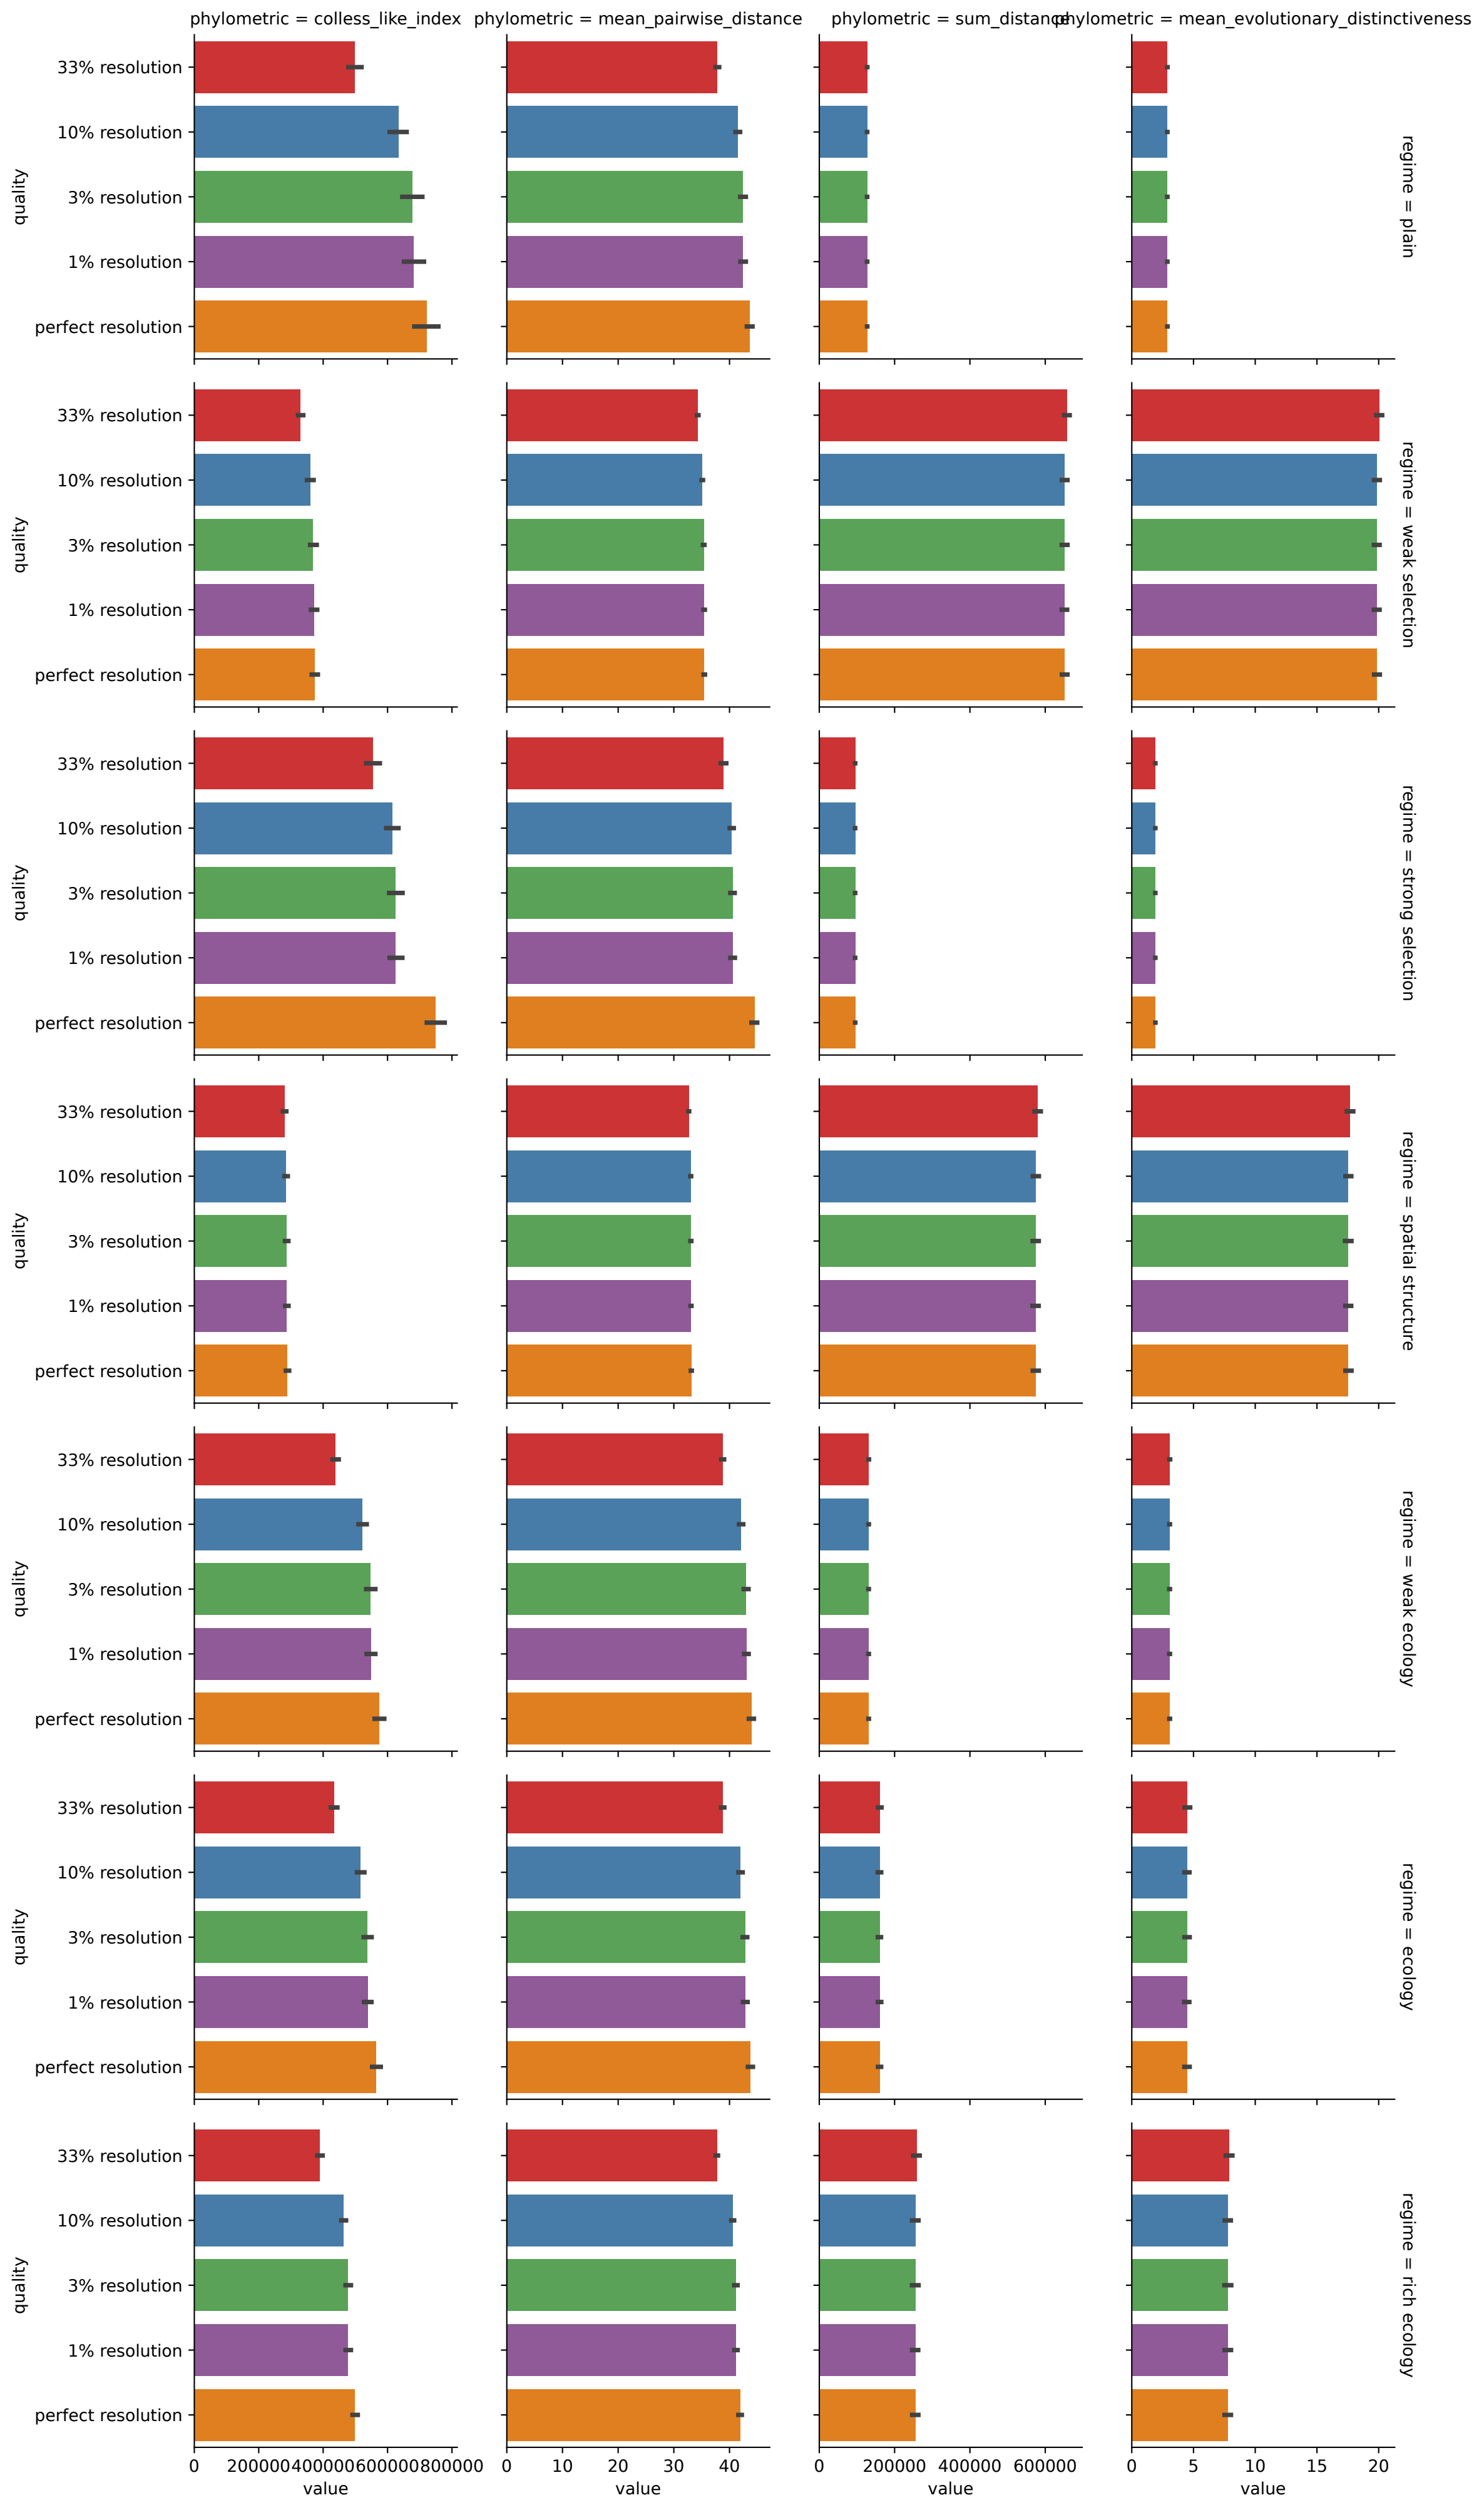 phylometric = colless_like_index
phylometric = mean_pairwise_distance
phylometric = sum_distance
phylometric = mean_evolutionary_distinctiveness
quality
33% resolution
10% resolution
3% resolution
1% resolution
perfect resolution
regime = plain
quality
33% resolution
10% resolution
3% resolution
1% resolution
perfect resolution
regime = weak selection
quality
33% resolution
10% resolution
3% resolution
1% resolution
perfect resolution
regime = strong selection
quality
33% resolution
10% resolution
3% resolution
1% resolution
perfect resolution
regime = spatial structure
quality
33% resolution
10% resolution
3% resolution
1% resolution
perfect resolution
regime = weak ecology
quality
33% resolution
10% resolution
3% resolution
1% resolution
perfect resolution
regime = ecology
quality
33% resolution
10% resolution
3% resolution
1% resolution
perfect resolution
regime = rich ecology
0 200000 400000 600000 800000
value
0 10 20 30 40
value
0 200000 400000 600000
value
0 5 10 15 20
value